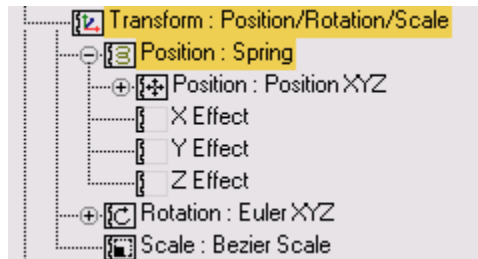 Transform : Position/Rotation/Scale
Position : Spring
Position : Position XYZ
X Effect
Y Effect
Z Effect
Rotation : Euler XYZ
Scale : Bezier Scale